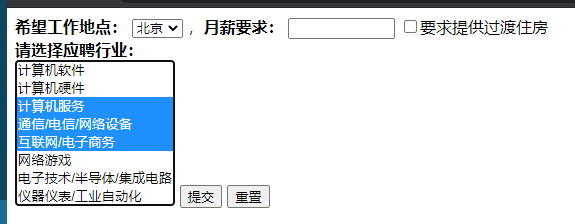 希望工作地点： 北京 ，月薪要求： 要求提供过渡住房
请选择应聘行业：
计算机软件
计算机硬件
计算机服务
通信/电信/网络设备
互联网/电子商务
网络游戏
电子技术/半导体/集成电路
仪器仪表/工业自动化
提交 重置